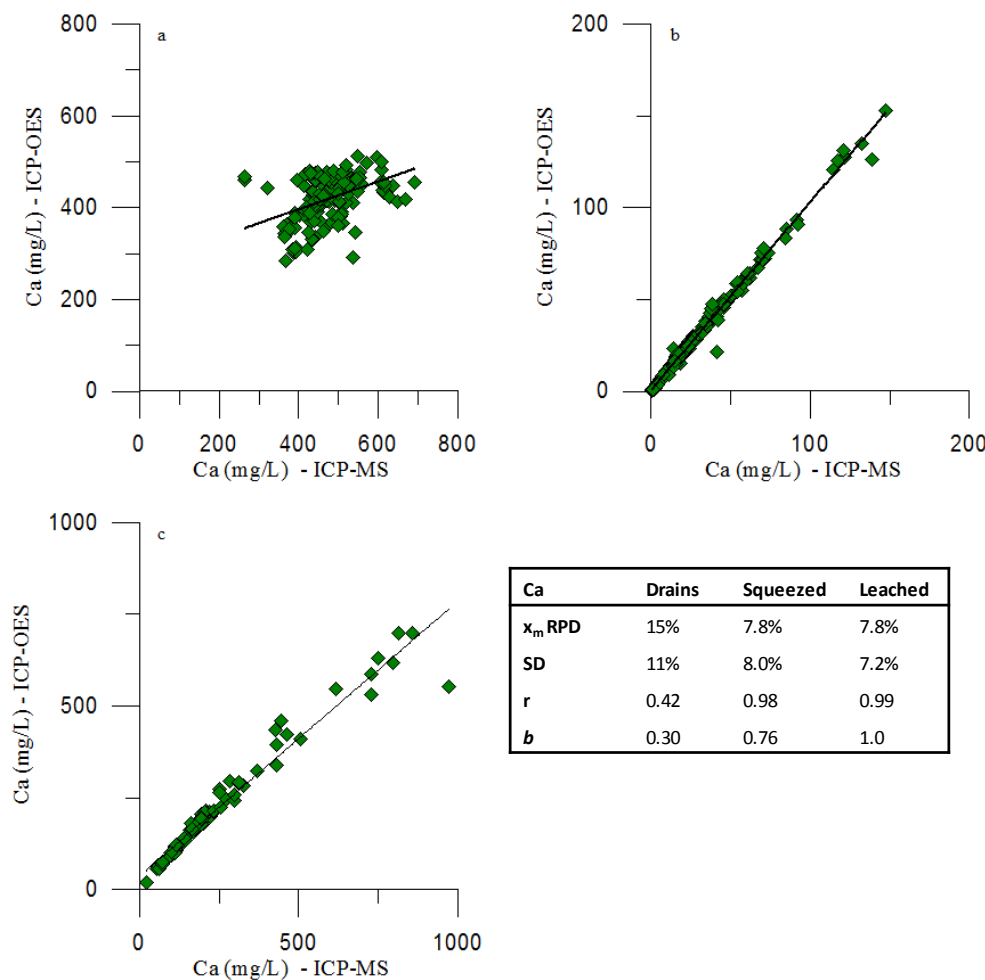 a
800
600
400
200
0
Ca (mg/L) - ICP-OES
0 200 400 600 800
Ca (mg/L) - ICP-MS
b
200
100
0
Ca (mg/L) - ICP-OES
0 100 200
Ca (mg/L) - ICP-MS
c
1000
500
0
Ca (mg/L) - ICP-OES
0 500 1000
Ca (mg/L) - ICP-MS
Ca Drains Squeezed Leached
xm RPD 15% 7.8% 7.8%
SD 11% 8.0% 7.2%
r 0.42 0.98 0.99
b 0.30 0.76 1.0